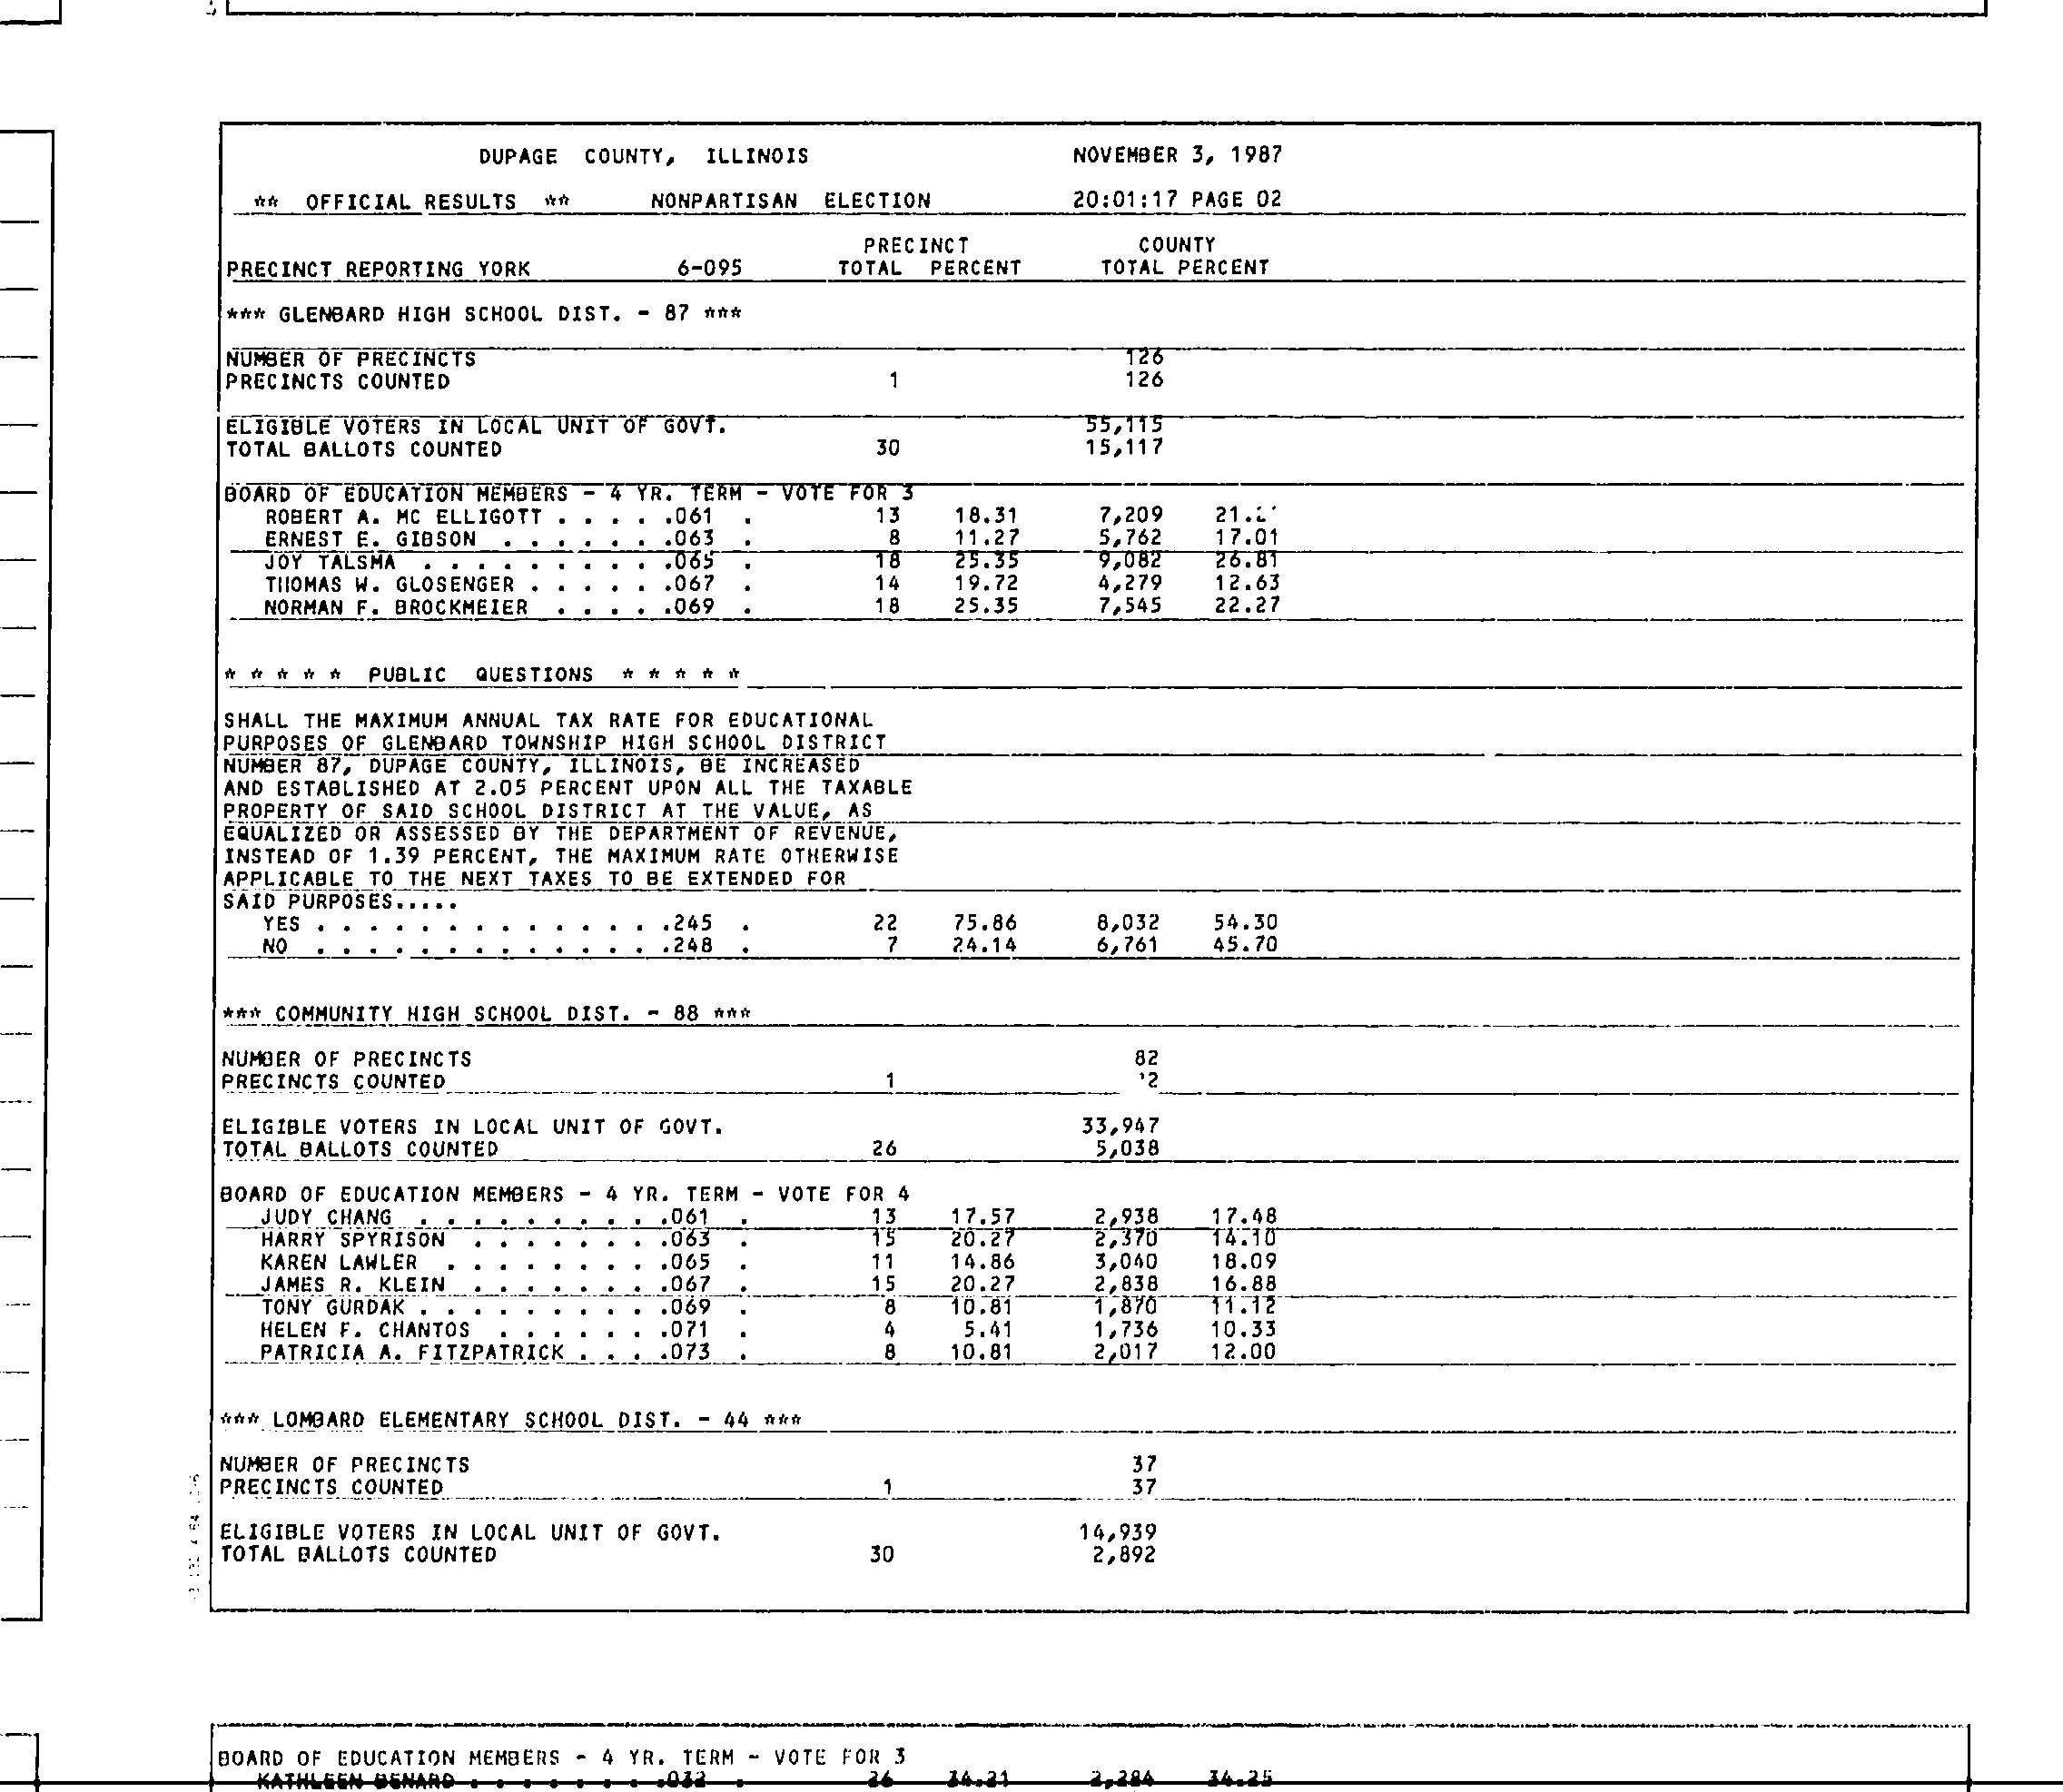 DUPAGE COUNTY, ILLINOIS NOVEMBER 3, 1987
** OFFICIAL RESULTS ** NONPARTISAN ELECTION 20:01:17 PAGE 02
PRECINCT COUNTY
PRECINCT REPORTING YORK 6-095 TOTAL PERCENT TOTAL PERCENT
*** GLENBARD HIGH SCHOOL DIST. - 87 ***
NUMBER OF PRECINCTS 126
PRECINCTS COUNTED 1 126
ELIGIBLE VOTERS IN LOCAL UNIT OF GOVT. 55,115
TOTAL BALLOTS COUNTED 30 15,117
BOARD OF EDUCATION MEMBERS - 4 YR. TERM - VOTE FOR 3
ROBERT A. MC ELLIGOTT . . . . .061 . 13 18.31 7,209
ERNEST E. GIBSON . . . . . . .063 . 8 11.27 5,762 17.01
JOY TALSMA . . . . . . . . . .065 . 18 25.35 9,082 26.81
THOMAS W. GLOSENGER . . . . . .067 . 14 19.72 4,279 12.63
NORMAN F. BROCKMEIER . . . . .069 . 18 25.35 7,545 22.27
* * * * * PUBLIC QUESTIONS * * * * *
SHALL THE MAXIMUM ANNUAL TAX RATE FOR EDUCATIONAL
PURPOSES OF GLENBARD TOWNSHIP HIGH SCHOOL DISTRICT
NUMBER 87, DUPAGE COUNTY, ILLINOIS, BE INCREASED
AND ESTABLISHED AT 2.05 PERCENT UPON ALL THE TAXABLE
PROPERTY OF SAID SCHOOL DISTRICT AT THE VALUE, AS
EQUALIZED OR ASSESSED BY THE DEPARTMENT OF REVENUE,
INSTEAD OF 1.39 PERCENT, THE MAXIMUM RATE OTHERWISE
APPLICABLE TO THE NEXT TAXES TO BE EXTENDED FOR
SAID PURPOSES.....
YES . . . . . . . . . . . . . .245 . 22 75.86 8,032 54.30
NO . . . . . . . . . . . . . .248 . 7 24.14 6,761 45.70
*** COMMUNITY HIGH SCHOOL DIST. - 88 ***
NUMBER OF PRECINCTS 82
PRECINCTS COUNTED 1
ELIGIBLE VOTERS IN LOCAL UNIT OF GOVT. 33,947
TOTAL BALLOTS COUNTED 26 5,038
BOARD OF EDUCATION MEMBERS - 4 YR. TERM - VOTE FOR 4
JUDY CHANG . . . . . . . . . .061 . 13 17.57 2,938 17.48
HARRY SPYRISON . . . . . . . .063 . 15 20.27 2,370 14.10
KAREN LAWLER . . . . . . . . .065 . 11 14.86 3,040 18.09
JAMES R. KLEIN . . . . . . . .067 . 15 20.27 2,838 16.88
TONY GURDAK . . . . . . . . . .069 . 8 10.81 1,870 11.12
HELEN F. CHANTOS . . . . . . .071 . 4 5.41 1,736 10.33
PATRICIA A. FITZPATRICK . . . .073 . 8 10.81 2,017 12.00
*** LOMBARD ELEMENTARY SCHOOL DIST. - 44 ***
NUMBER OF PRECINCTS 37
PRECINCTS COUNTED 1 37
ELIGIBLE VOTERS IN LOCAL UNIT OF GOVT. 14,939
TOTAL BALLOTS COUNTED 30 2,892
BOARD OF EDUCATION MEMBERS - 4 YR. TERM - VOTE FOR 3
KATHLEEN BENARD . . . . . . . .032 . 26 34.21 2,284 34.25